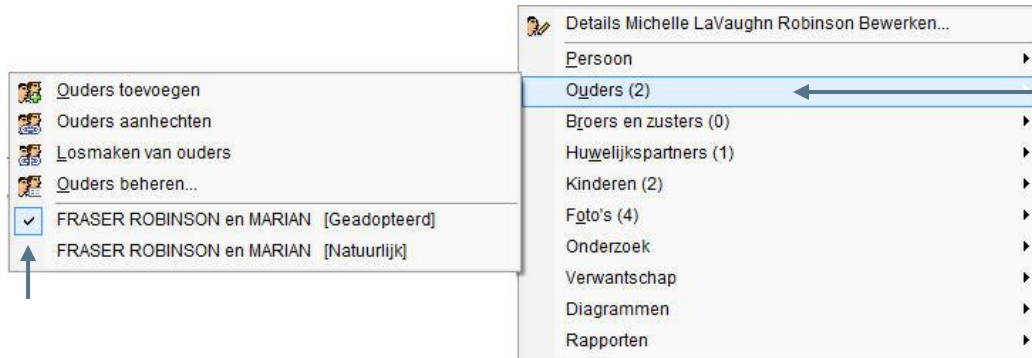 Details Michelle LaVaughn Robinson Bewerken...
Persoon
Ouders (2)
Broers en zusters (0)
Huwelijkspartners (1)
Kinderen (2)
Foto's (4)
Onderzoek
Verwantschap
Diagrammen
Rapporten
Ouders toevoegen
Ouders aanhechten
Losmaken van ouders
Ouders beheren...
FRASER ROBINSON en MARIAN [Geadopteerd]
FRASER ROBINSON en MARIAN [Natuurlijk]